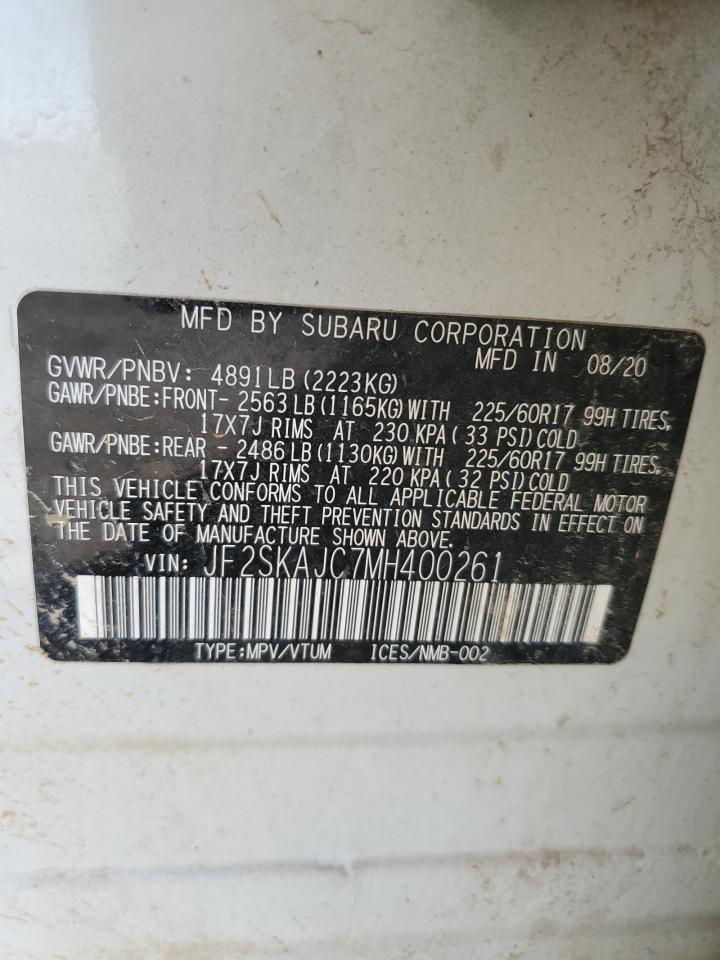 MFD BY SUBARU CORPORATION
MFD IN 08/20
GVWR/PNBV: 4891LB (2223KG)
GAWR/PNBE:FRONT- 2563LB(1165KG)WITH 225/60R17 99H TIRES,
17X7J RIMS AT 230 KPA( 33 PSI)COLD
GAWR/PNBE:REAR - 2486LB(1130KG)WITH 225/60R17 99H TIRES,
17X7J RIMS AT 220 KPA( 32 PSI)COLD
THIS VEHICLE CONFORMS TO ALL APPLICABLE FEDERAL MOTOR
VEHICLE SAFETY AND THEFT PREVENTION STANDARDS IN EFFECT ON
THE DATE OF MANUFACTURE SHOWN ABOVE.
VIN: JF2SKAJC7MH400261
TYPE:MPV/VTUM ICES/NMB-002